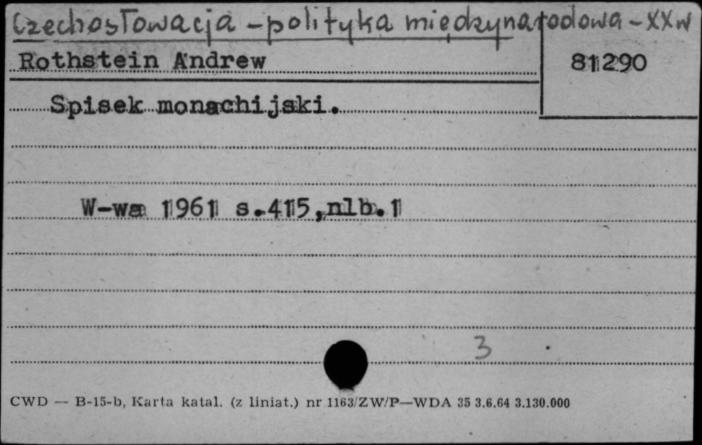 Czechosłowacja - polityka międzynarodowa - XX w
Rothstein Andrew 81290
Spisek monachijski.
W-wa 1961 s.415,nlb.1
3
CWD — B-15-b, Karta katal. (z liniat.) nr 1163/ZW/P—WDA 35 3.6.64 3.130.000